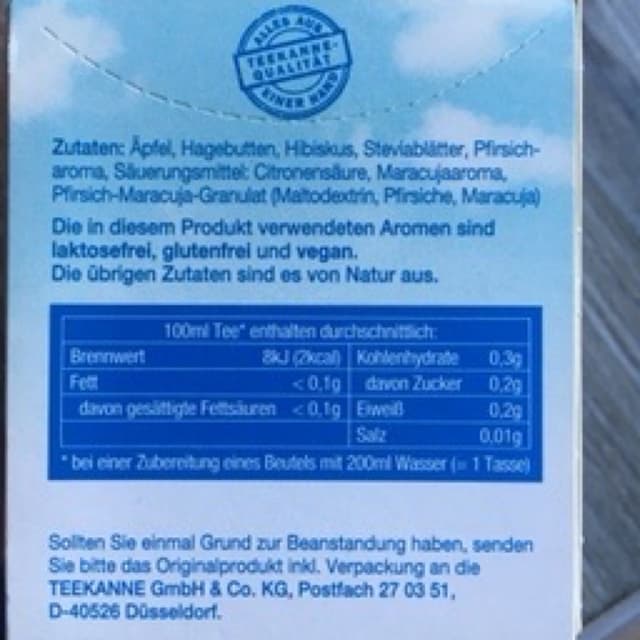 ALLES AUS
TEEKANNE-
QUALITÄT
EINER HAND
Zutaten: Äpfel, Hagebutten, Hibiskus, Steviablätter, Pfirsich-
aroma, Säuerungsmittel: Citronensäure, Maracujaaroma,
Pfirsich-Maracuja-Granulat (Maltodextrin, Pfirsiche, Maracuja)
Die in diesem Produkt verwendeten Aromen sind
laktosefrei, glutenfrei und vegan.
Die übrigen Zutaten sind es von Natur aus.
100ml Tee* enthalten durchschnittlich:
Brennwert 8kJ (2kcal) Kohlenhydrate 0,3g
Fett < 0,1g davon Zucker 0,2g
davon gesättigte Fettsäuren < 0,1g Eiweiß 0,2g
Salz 0,01g
* bei einer Zubereitung eines Beutels mit 200ml Wasser (= 1 Tasse)
Sollten Sie einmal Grund zur Beanstandung haben, senden
Sie bitte das Originalprodukt inkl. Verpackung an die
TEEKANNE GmbH & Co. KG, Postfach 27 03 51,
D-40526 Düsseldorf.